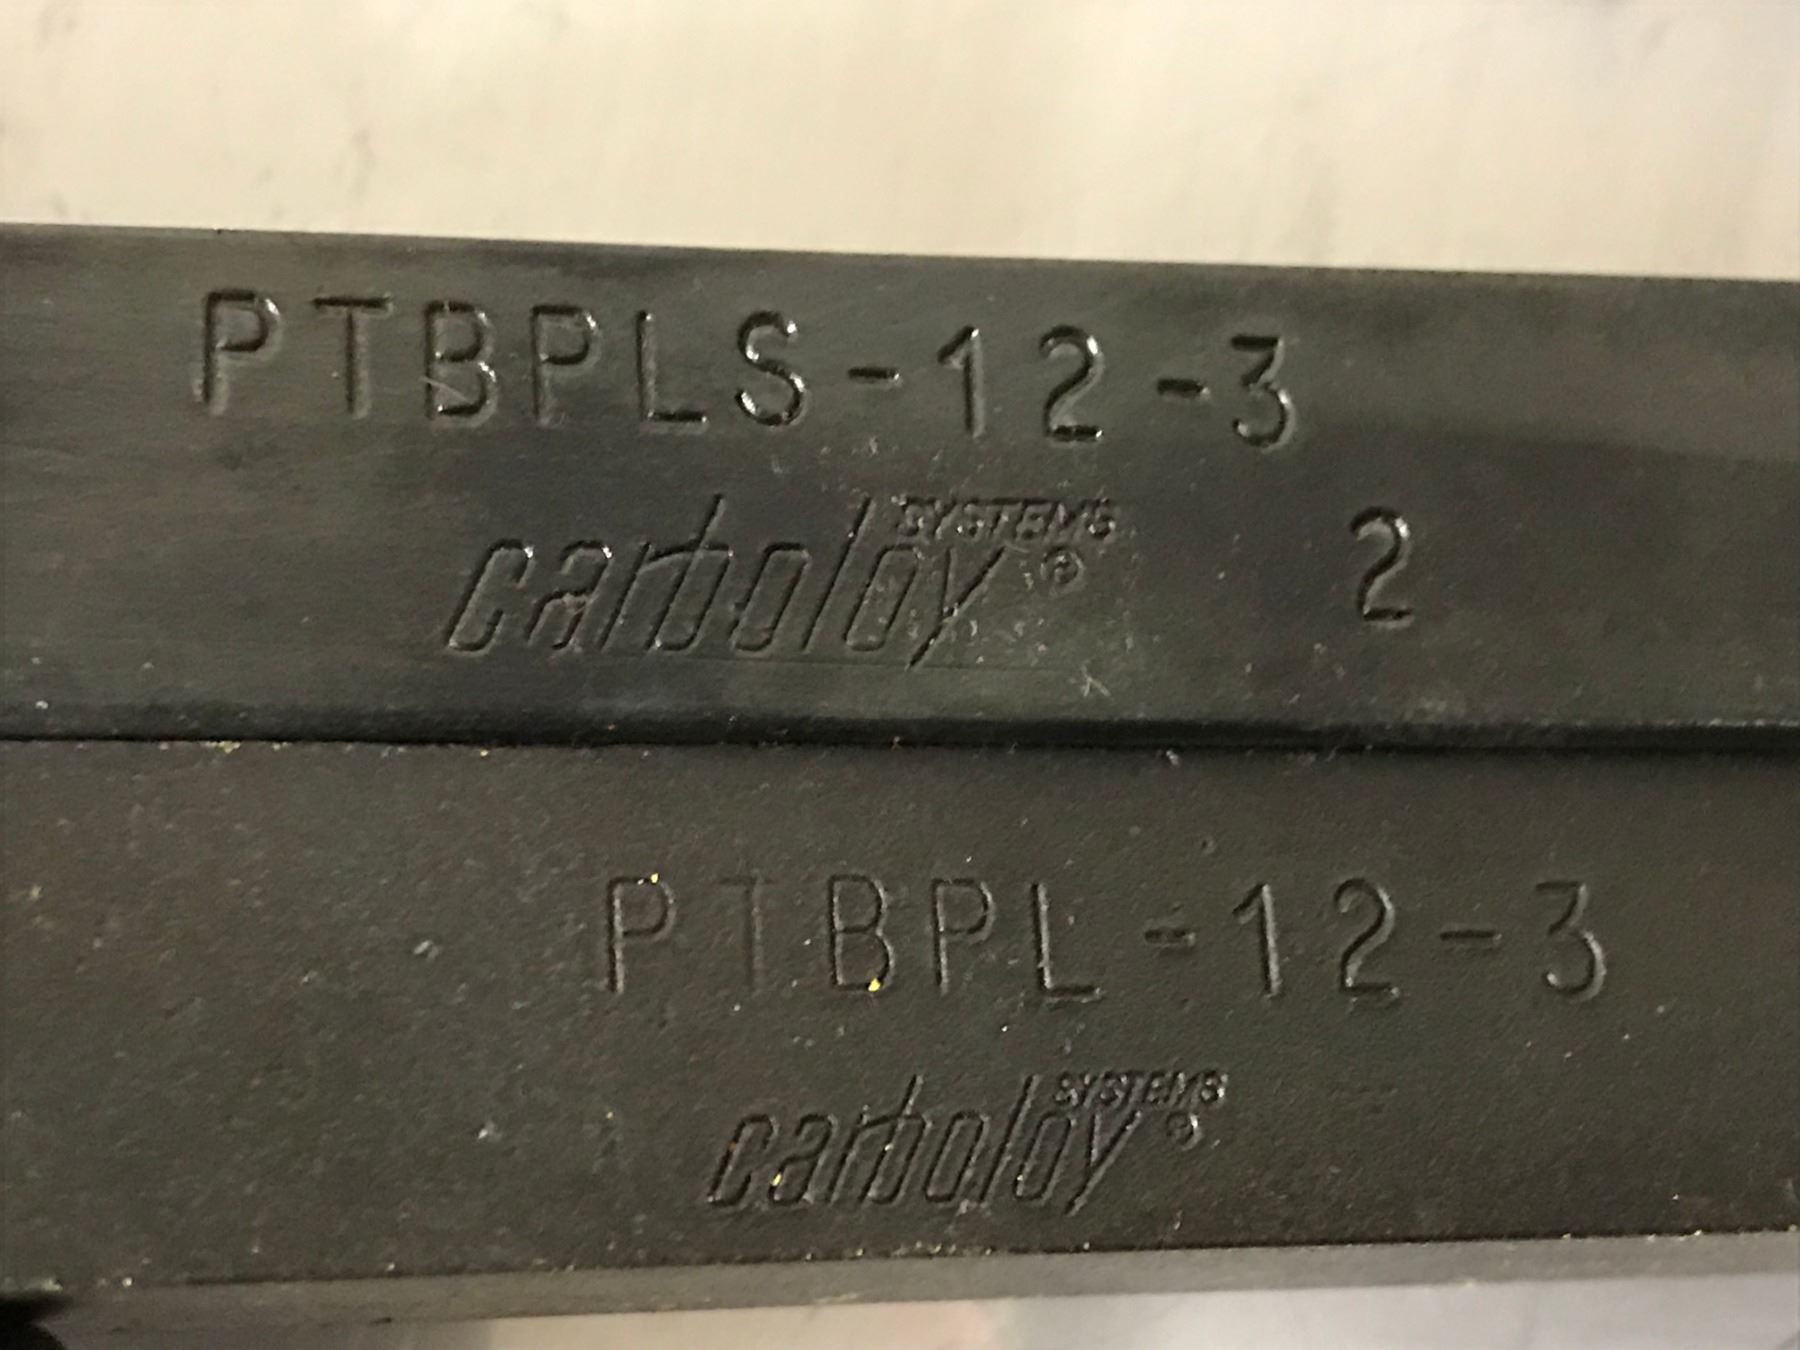 PTBPLS-12-3
carboloy SYSTEMS ® 2
PTBPL-12-3
carboloy SYSTEMS ®